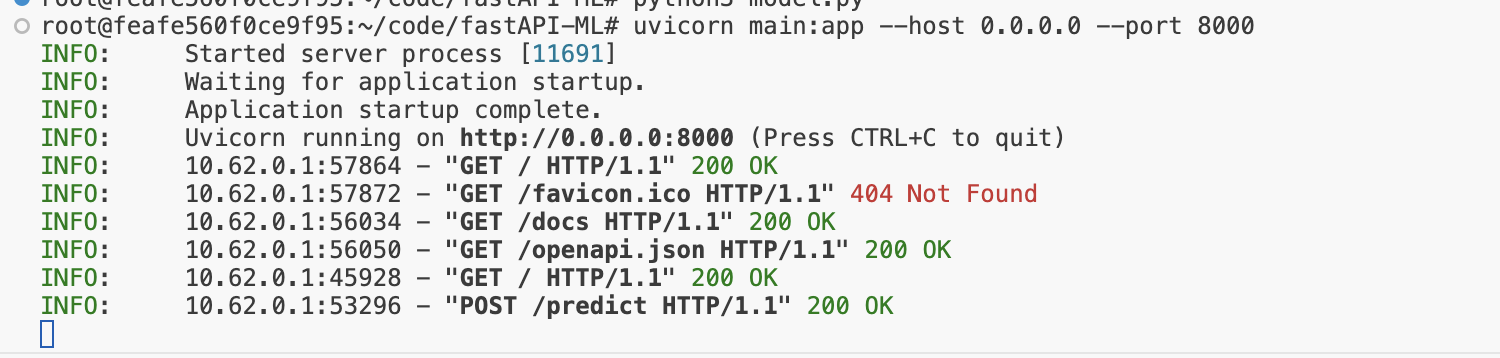 root@feafe560f0ce9f95:~/code/fastAPI-ML# python3 model.py
root@feafe560f0ce9f95:~/code/fastAPI-ML# uvicorn main:app --host 0.0.0.0 --port 8000
INFO:     Started server process [11691]
INFO:     Waiting for application startup.
INFO:     Application startup complete.
INFO:     Uvicorn running on http://0.0.0.0:8000 (Press CTRL+C to quit)
INFO:     10.62.0.1:57864 - "GET / HTTP/1.1" 200 OK
INFO:     10.62.0.1:57872 - "GET /favicon.ico HTTP/1.1" 404 Not Found
INFO:     10.62.0.1:56034 - "GET /docs HTTP/1.1" 200 OK
INFO:     10.62.0.1:56050 - "GET /openapi.json HTTP/1.1" 200 OK
INFO:     10.62.0.1:45928 - "GET / HTTP/1.1" 200 OK
INFO:     10.62.0.1:53296 - "POST /predict HTTP/1.1" 200 OK